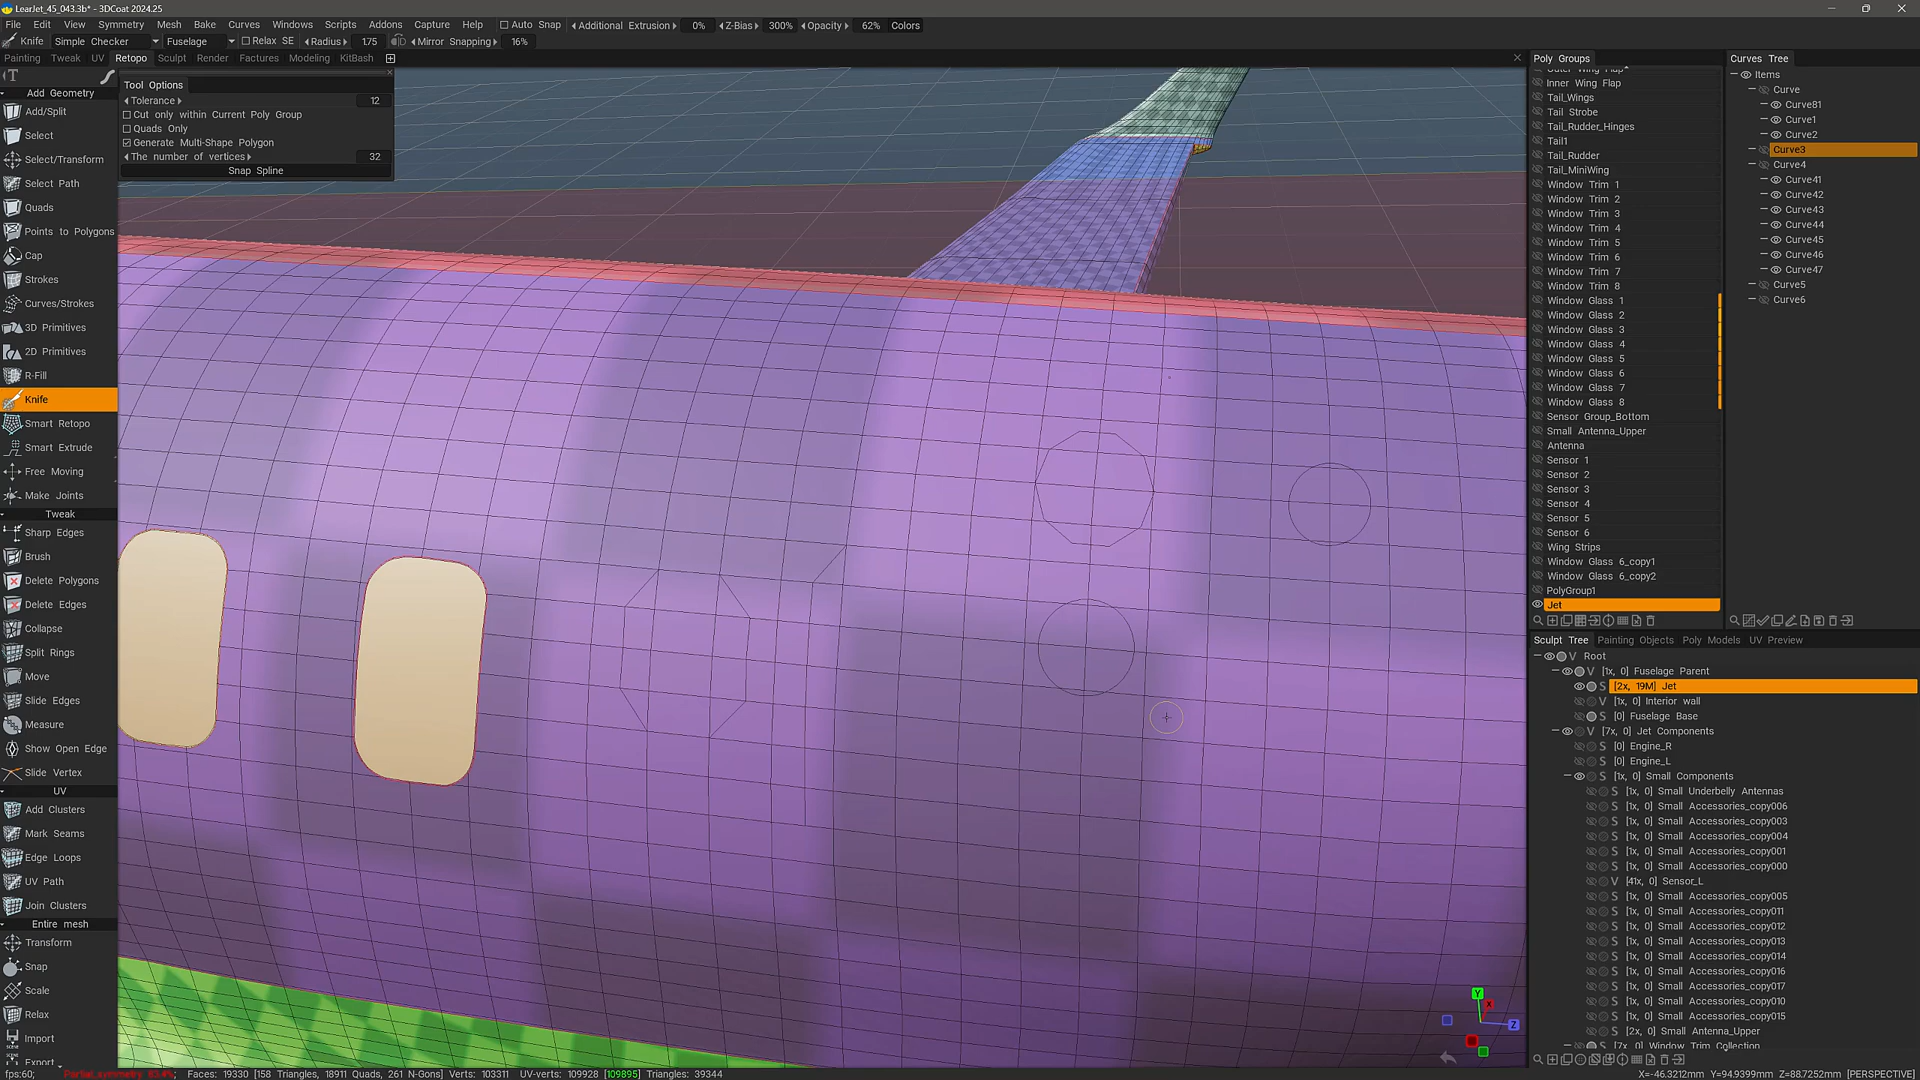 LearJet_45_043.3b* - 3DCoat 2024.25
File Edit View Symmetry Mesh Bake Curves Windows Scripts Addons Capture Help Auto Snap Additional Extrusion 0% Z-Bias 300% Opacity 62% Colors
Knife Simple Checker Fuselage Relax SE Radius 1.75 Mirror Snapping 16%
Painting Tweak UV Retopo Sculpt Render Factures Modeling KitBash
Add Geometry
Add/Split
Select
Select/Transform
Select Path
Quads
Points to Polygons
Cap
Strokes
Curves/Strokes
3D Primitives
2D Primitives
R-Fill
Knife
Smart Retopo
Smart Extrude
Free Moving
Make Joints
Tweak
Sharp Edges
Brush
Delete Polygons
Delete Edges
Collapse
Split Rings
Move
Slide Edges
Measure
Show Open Edge
Slide Vertex
UV
Add Clusters
Mark Seams
Edge Loops
UV Path
Join Clusters
Entire mesh
Transform
Snap
Scale
Relax
Import
Export
Tool Options
Tolerance 12
Cut only within Current Poly Group
Quads Only
Generate Multi-Shape Polygon
The number of vertices 32
Snap Spline
Poly Groups
Outer Wing Flap
Inner Wing Flap
Tail_Wings
Tail Strobe
Tail_Rudder_Hinges
Tail1
Tail_Rudder
Tail_MiniWing
Window Trim 1
Window Trim 2
Window Trim 3
Window Trim 4
Window Trim 5
Window Trim 6
Window Trim 7
Window Trim 8
Window Glass 1
Window Glass 2
Window Glass 3
Window Glass 4
Window Glass 5
Window Glass 6
Window Glass 7
Window Glass 8
Sensor Group_Bottom
Small Antenna_Upper
Antenna
Sensor 1
Sensor 2
Sensor 3
Sensor 4
Sensor 5
Sensor 6
Wing Strips
Window Glass 6_copy1
Window Glass 6_copy2
PolyGroup1
Jet
Curves Tree
Items
Curve
Curve81
Curve1
Curve2
Curve3
Curve4
Curve41
Curve42
Curve43
Curve44
Curve45
Curve46
Curve47
Curve5
Curve6
Sculpt Tree Painting Objects Poly Models UV Preview
V Root
V [1x, 0] Fuselage Parent
S [2x, 19M] Jet
V [1x, 0] Interior wall
S [0] Fuselage Base
V [7x, 0] Jet Components
S [0] Engine_R
S [0] Engine_L
S [1x, 0] Small Components
S [1x, 0] Small Underbelly Antennas
S [1x, 0] Small Accessories_copy006
S [1x, 0] Small Accessories_copy003
S [1x, 0] Small Accessories_copy004
S [1x, 0] Small Accessories_copy001
S [1x, 0] Small Accessories_copy000
V [41x, 0] Sensor_L
S [1x, 0] Small Accessories_copy005
S [1x, 0] Small Accessories_copy011
S [1x, 0] Small Accessories_copy012
S [1x, 0] Small Accessories_copy013
S [1x, 0] Small Accessories_copy014
S [1x, 0] Small Accessories_copy016
S [1x, 0] Small Accessories_copy017
S [1x, 0] Small Accessories_copy010
S [1x, 0] Small Accessories_copy015
S [2x, 0] Small Antenna_Upper
S [7x, 0] Window Trim Collection
Y
X
Z
fps:60; Partial symmetry 85.4%; Faces: 19330 [158 Triangles, 18911 Quads, 261 N-Gons] Verts: 103311 UV-verts: 109928 [109895] Triangles: 39344
X=-46.3212mm Y=94.9399mm Z=88.7252mm [PERSPECTIVE]